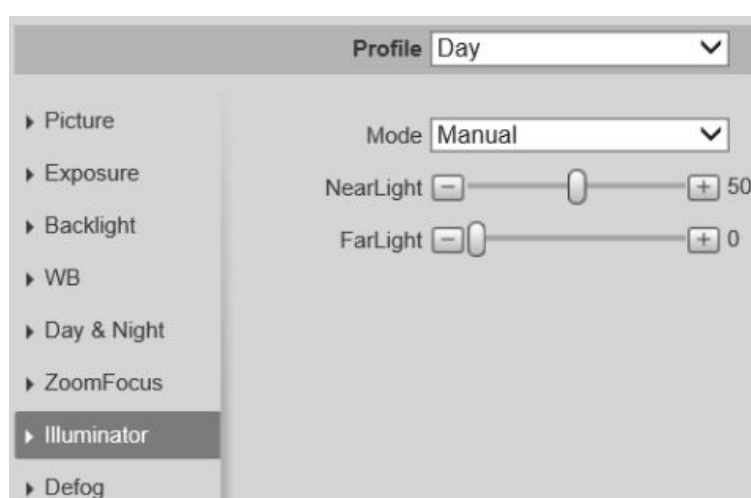 Profile Day
Picture
Mode Manual
Exposure
NearLight 50
Backlight
FarLight 0
WB
Day & Night
ZoomFocus
Illuminator
Defog